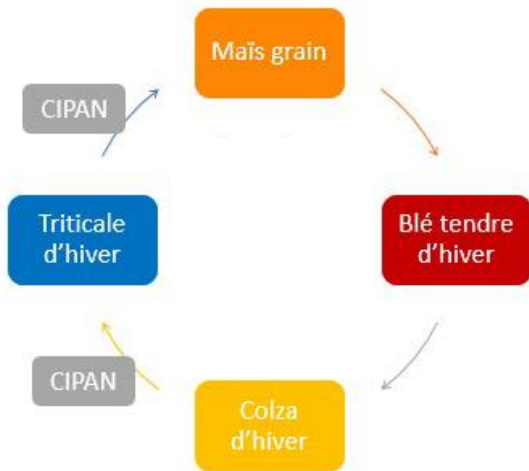 Maïs grain
CIPAN
Triticale
d'hiver
Blé tendre
d'hiver
CIPAN
Colza
d'hiver